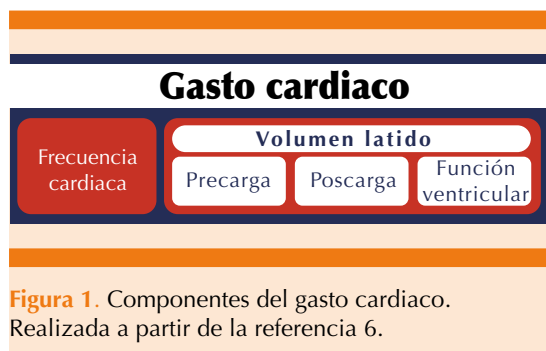 Gasto cardiaco
Frecuencia
cardiaca
Volumen latido
Precarga
Poscarga
Función
ventricular
Figura 1. Componentes del gasto cardiaco.
Realizada a partir de la referencia 6.